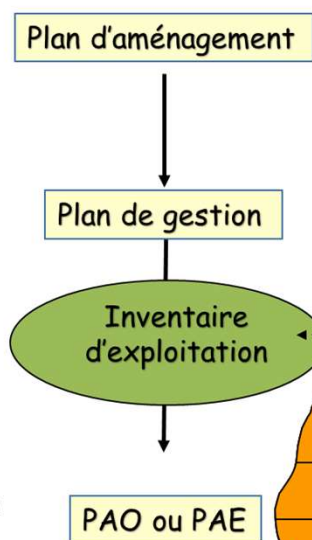 Plan d'aménagement
Plan de gestion
Inventaire
d'exploitation
PAO ou PAE